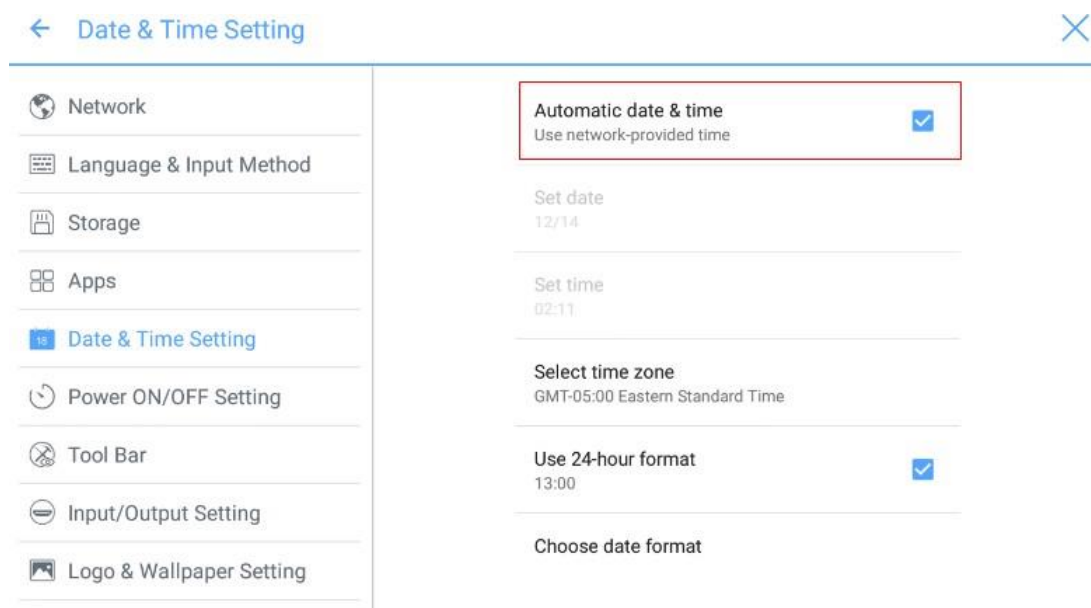 Date & Time Setting
Network
Language & Input Method
Storage
Apps
18
Date & Time Setting
Power ON/OFF Setting
Tool Bar
Input/Output Setting
Logo & Wallpaper Setting
Automatic date & time
Use network-provided time
Set date
12/14
Set time
02:11
Select time zone
GMT-05:00 Eastern Standard Time
Use 24-hour format
13:00
Choose date format